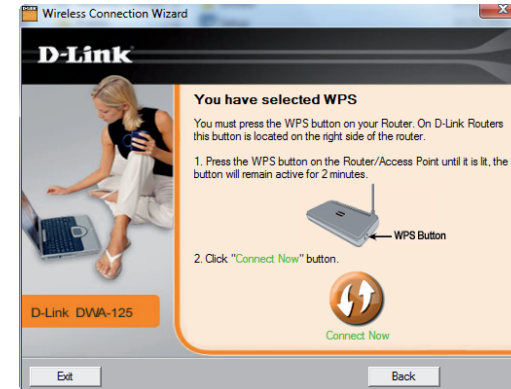 Wireless Connection Wizard
D-Link
You have selected WPS
You must press the WPS button on your Router. On D-Link Routers
this button is located on the right side of the router.
1. Press the WPS button on the Router/Access Point until it is lit, the
button will remain active for 2 minutes.
WPS Button
2. Click "Connect Now" button.
D-Link DWA-125
Connect Now
Exit
Back